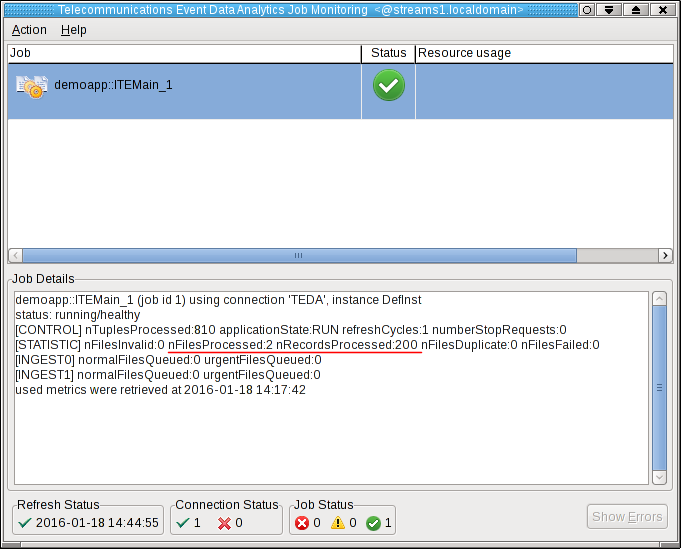 Telecommunications Event Data Analytics Job Monitoring <@streams1.localdomain>
Action Help
Job Status Resource usage
demoapp::ITEMain_1
Job Details
demoapp::ITEMain_1 (job id 1) using connection 'TEDA', instance DefInst
status: running/healthy
[CONTROL] nTuplesProcessed:810 applicationState:RUN refreshCycles:1 numberStopRequests:0
[STATISTIC] nFilesInvalid:0 nFilesProcessed:2 nRecordsProcessed:200 nFilesDuplicate:0 nFilesFailed:0
[INGEST0] normalFilesQueued:0 urgentFilesQueued:0
[INGEST1] normalFilesQueued:0 urgentFilesQueued:0
used metrics were retrieved at 2016-01-18 14:17:42
Refresh Status Connection Status Job Status
2016-01-18 14:44:55 1 0 0 0 1 Show Errors